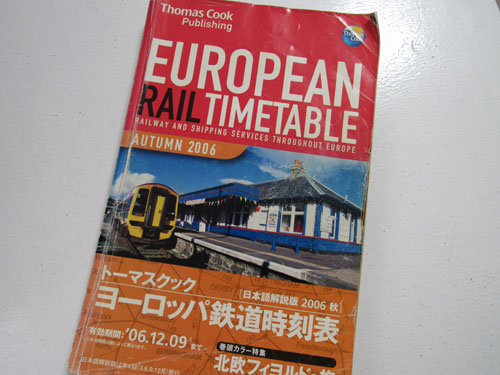 Thomas Cook
Publishing
EUROPEAN
RAIL TIMETABLE
RAILWAY AND SHIPPING SERVICES THROUGHOUT EUROPE
AUTUMN 2006
トーマスクック
[日本語解説版 2006 秋]
ヨーロッパ鉄道時刻表
有効期間:'06.12.09 まで
巻頭カラー特集
北欧フィヨルド